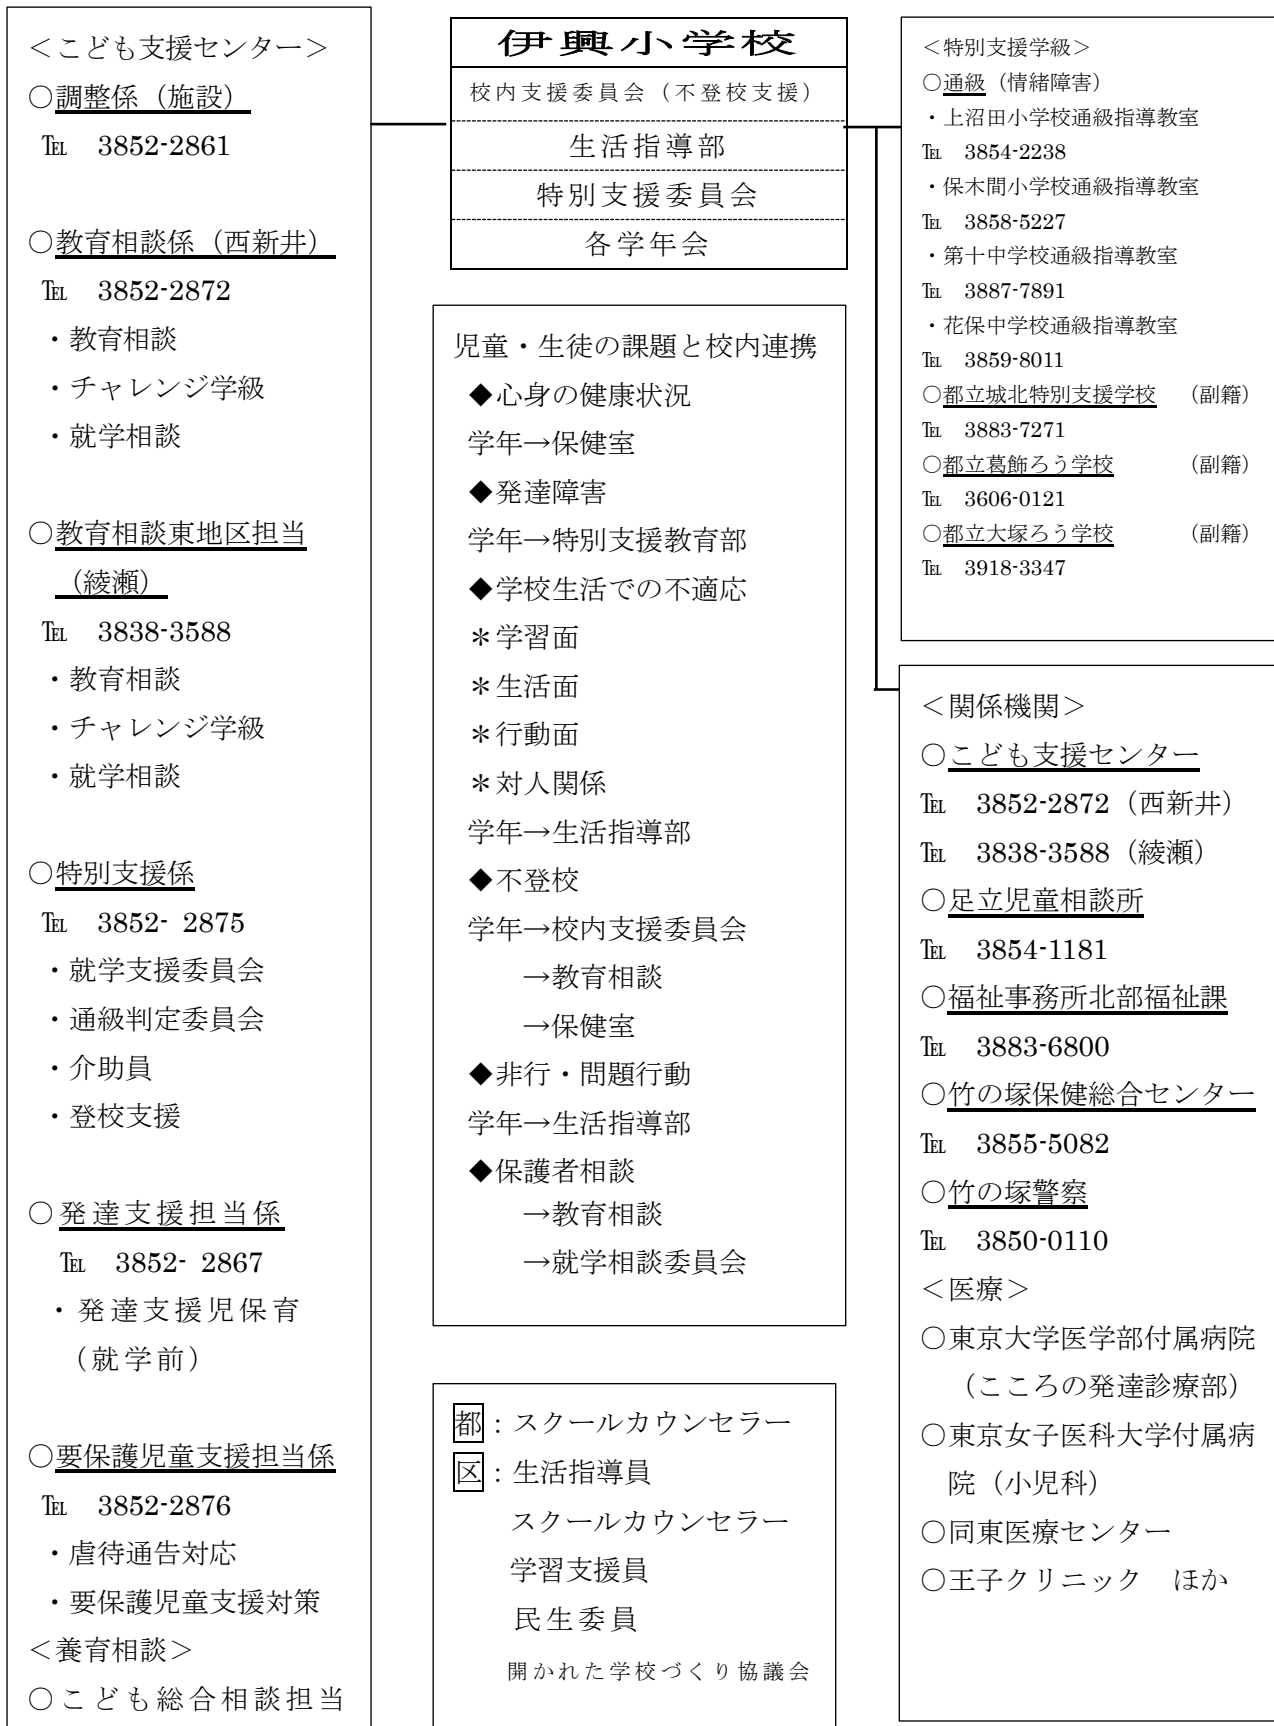 ＜こども支援センター＞
○調整係（施設）
℡　3852-2861
○教育相談係（西新井）
℡　3852-2872
・教育相談
・チャレンジ学級
・就学相談
○教育相談東地区担当
（綾瀬）
℡　3838-3588
・教育相談
・チャレンジ学級
・就学相談
○特別支援係
℡　3852- 2875
・就学支援委員会
・通級判定委員会
・介助員
・登校支援
○発達支援担当係
℡　3852- 2867
・発達支援児保育
（就学前）
○要保護児童支援担当係
℡　3852-2876
・虐待通告対応
・要保護児童支援対策
＜養育相談＞
○こども総合相談担当
伊興小学校
校内支援委員会（不登校支援）
生活指導部
特別支援委員会
各学年会
児童・生徒の課題と校内連携
◆心身の健康状況
学年→保健室
◆発達障害
学年→特別支援教育部
◆学校生活での不適応
＊学習面
＊生活面
＊行動面
＊対人関係
学年→生活指導部
◆不登校
学年→校内支援委員会
→教育相談
→保健室
◆非行・問題行動
学年→生活指導部
◆保護者相談
→教育相談
→就学相談委員会
都：スクールカウンセラー
区：生活指導員
スクールカウンセラー
学習支援員
民生委員
開かれた学校づくり協議会
＜特別支援学級＞
○通級（情緒障害）
・上沼田小学校通級指導教室
℡　3854-2238
・保木間小学校通級指導教室
℡　3858-5227
・第十中学校通級指導教室
℡　3887-7891
・花保中学校通級指導教室
℡　3859-8011
○都立城北特別支援学校　（副籍）
℡　3883-7271
○都立葛飾ろう学校　　　（副籍）
℡　3606-0121
○都立大塚ろう学校　　　（副籍）
℡　3918-3347
＜関係機関＞
○こども支援センター
℡　3852-2872（西新井）
℡　3838-3588（綾瀬）
○足立児童相談所
℡　3854-1181
○福祉事務所北部福祉課
℡　3883-6800
○竹の塚保健総合センター
℡　3855-5082
○竹の塚警察
℡　3850-0110
＜医療＞
○東京大学医学部付属病院
（こころの発達診療部）
○東京女子医科大学付属病
院（小児科）
○同東医療センター
○王子クリニック　ほか